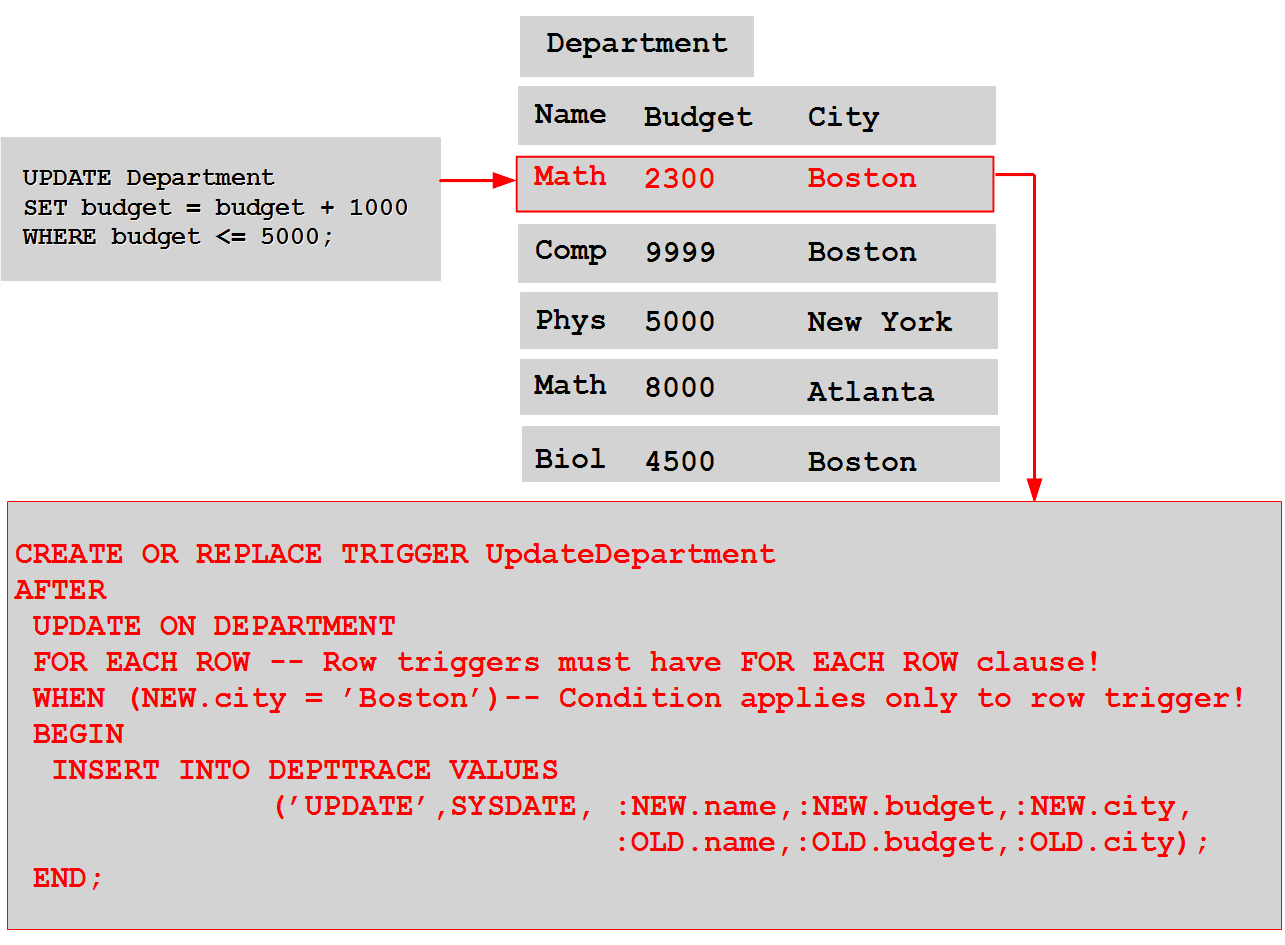 Department
Name Budget City
UPDATE Department
SET budget = budget + 1000
WHERE budget <= 5000;
Math 2300 Boston
Comp 9999 Boston
Phys 5000 New York
Math 8000 Atlanta
Biol 4500 Boston
CREATE OR REPLACE TRIGGER UpdateDepartment
AFTER
UPDATE ON DEPARTMENT
FOR EACH ROW -- Row triggers must have FOR EACH ROW clause!
WHEN (NEW.city = ’Boston’)-- Condition applies only to row trigger!
BEGIN
INSERT INTO DEPTTRACE VALUES
(’UPDATE’,SYSDATE, :NEW.name,:NEW.budget,:NEW.city,
:OLD.name,:OLD.budget,:OLD.city);
END;